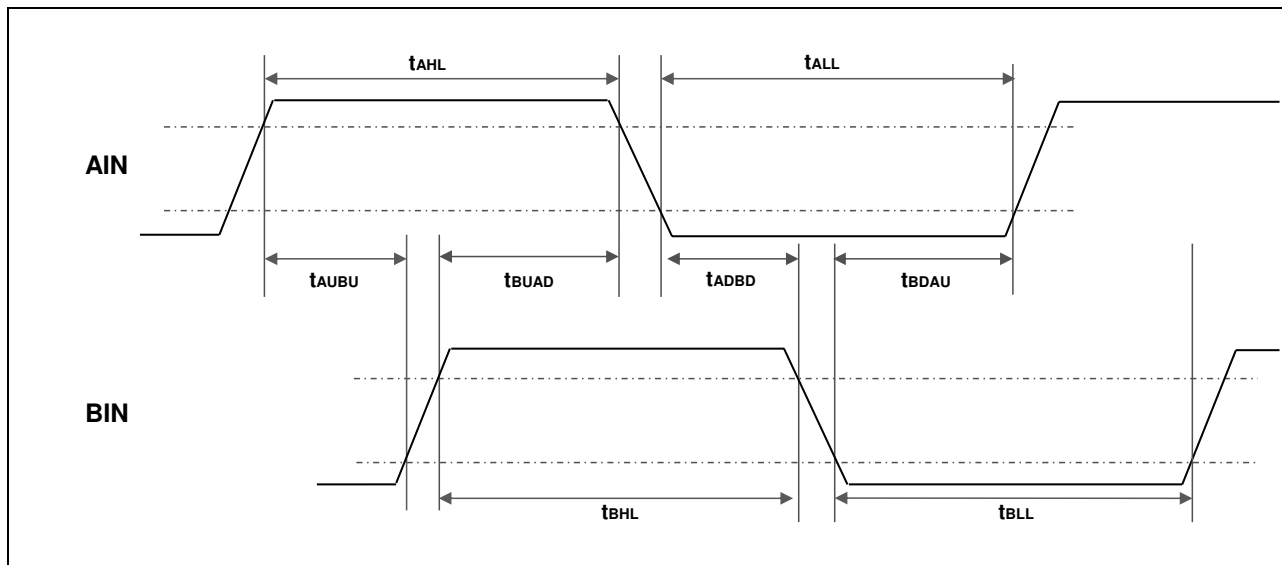 tAHL
tALL
AIN
tAUBU
tBUAD
tADBD
tBDAU
BIN
tBHL
tBLL